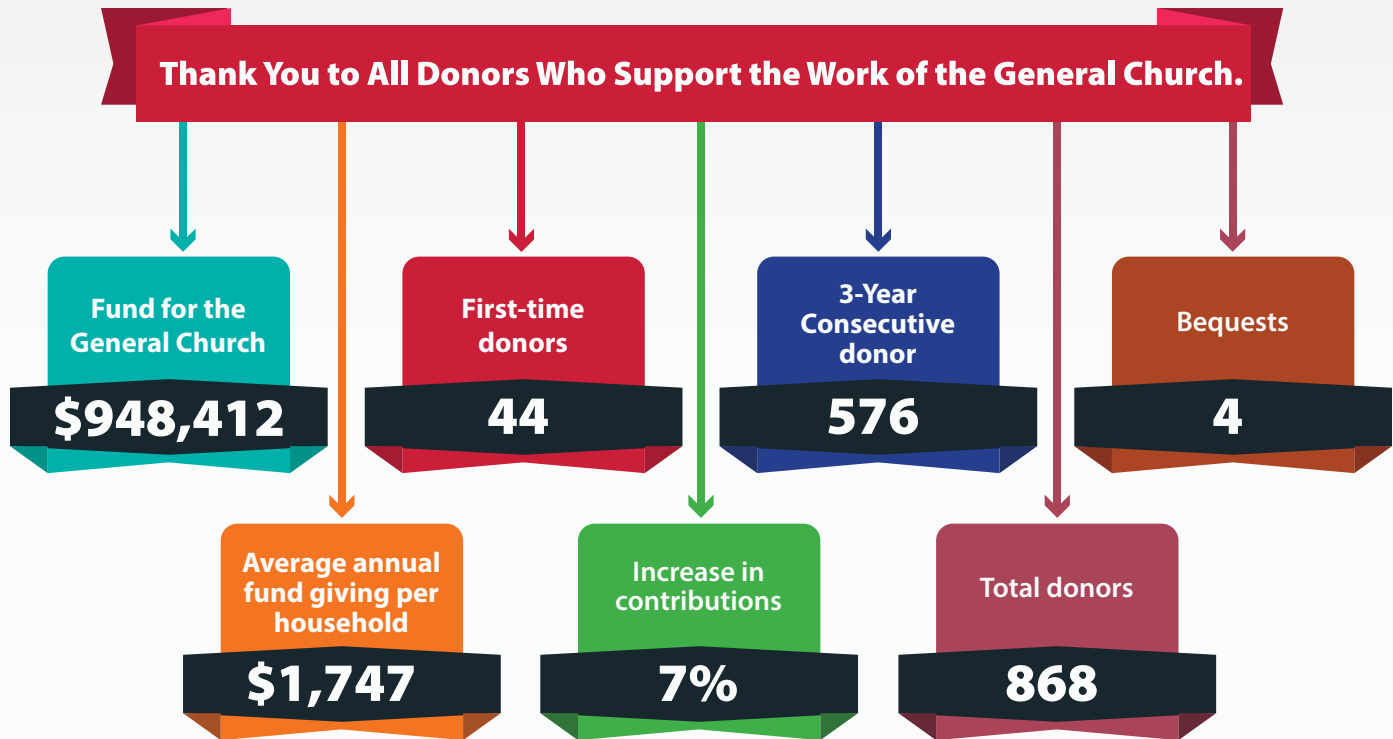 Thank You to All Donors Who Support the Work of the General Church.
Fund for the
General Church
$948,412
First-time
donors
44
3-Year
Consecutive
donor
576
Bequests
4
Average annual
fund giving per
household
$1,747
Increase in
contributions
7%
Total donors
868